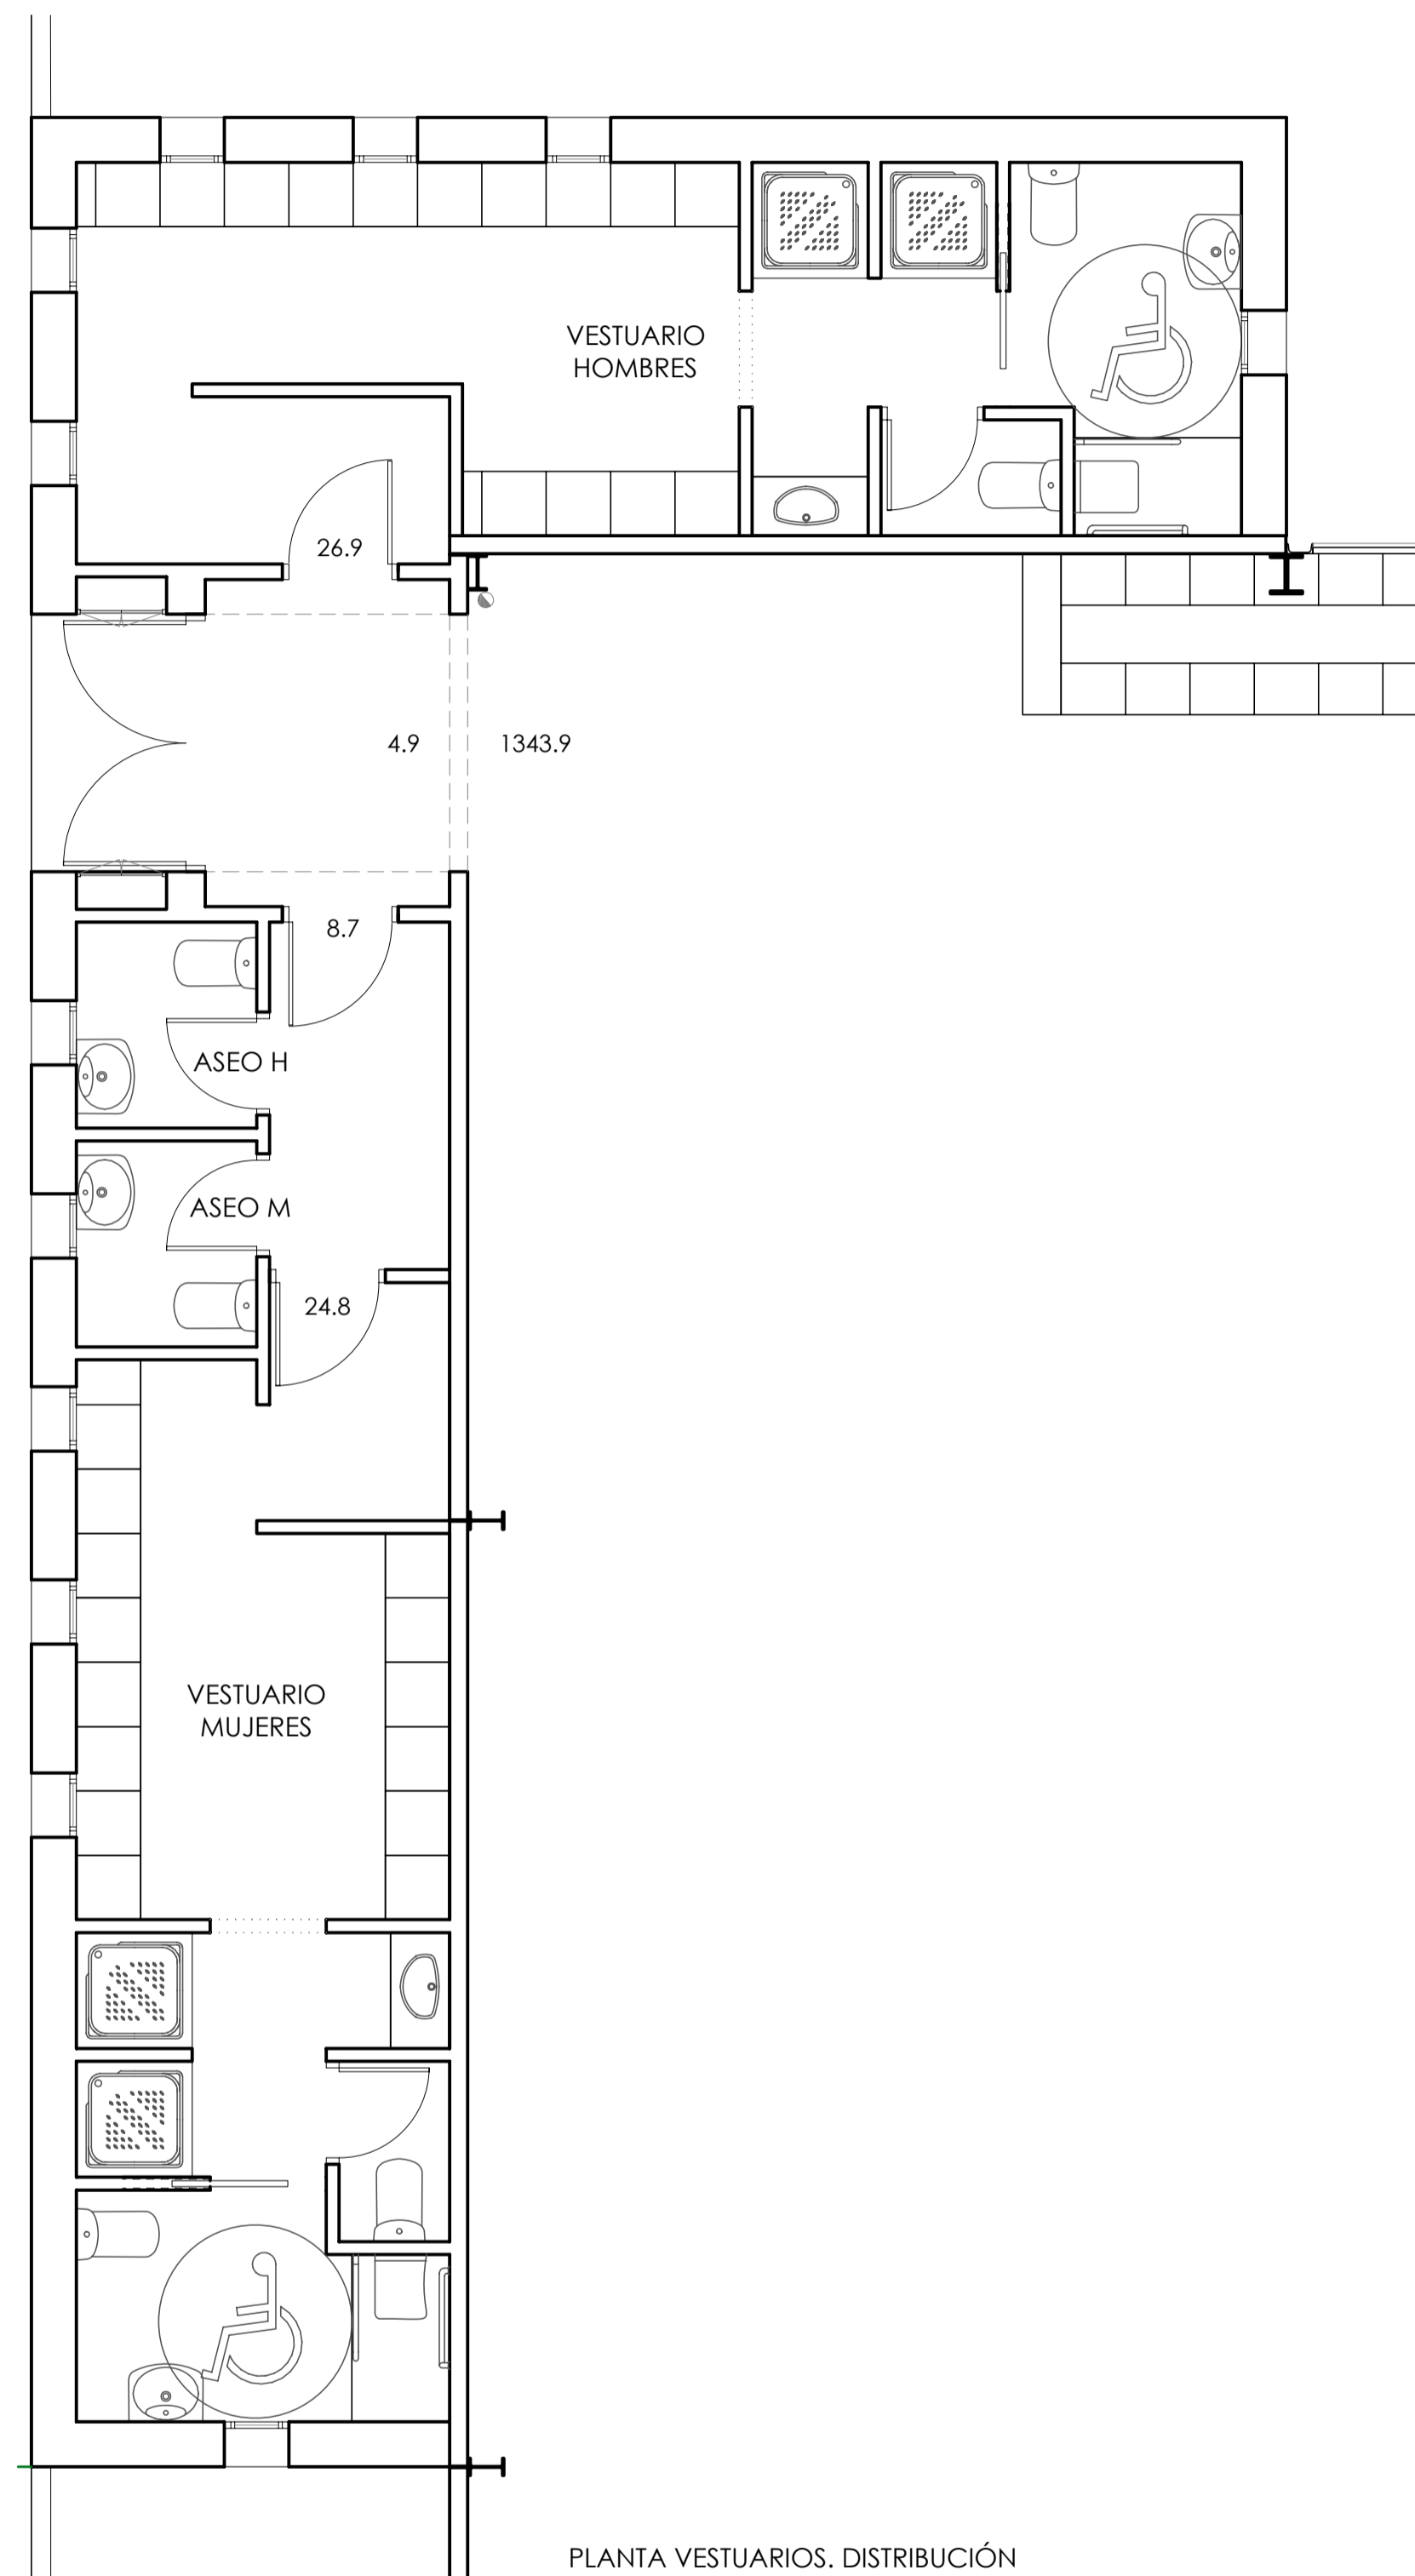 VESTUARIO
HOMBRES
26.9
4.9
1343.9
8.7
ASEO H
ASEO M
24.8
VESTUARIO
MUJERES
PLANTA VESTUARIOS. DISTRIBUCIÓN